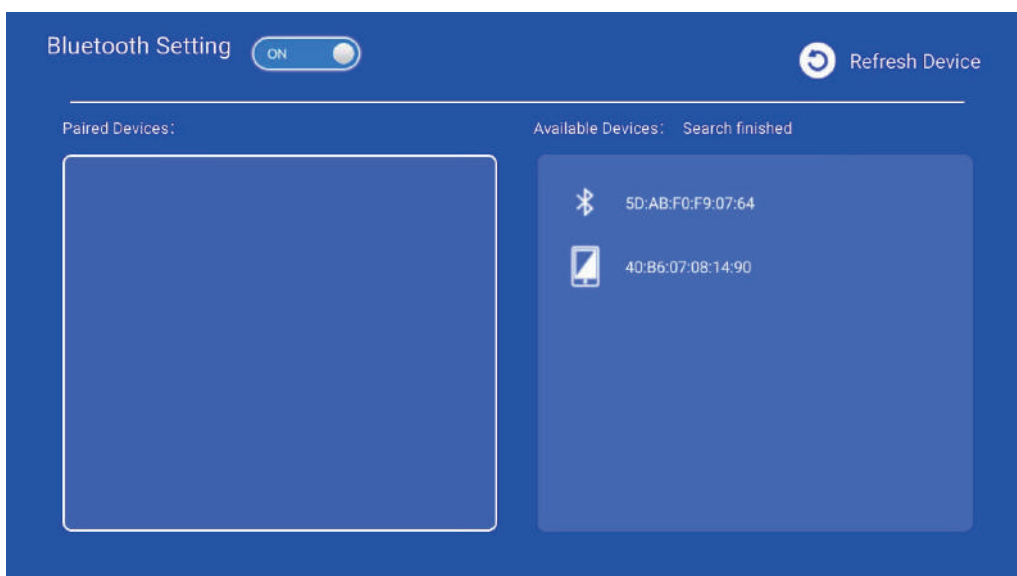 Bluetooth Setting ON
Refresh Device
Paired Devices:
Available Devices: Search finished
5D:AB:F0:F9:07:64
40:B6:07:08:14:90